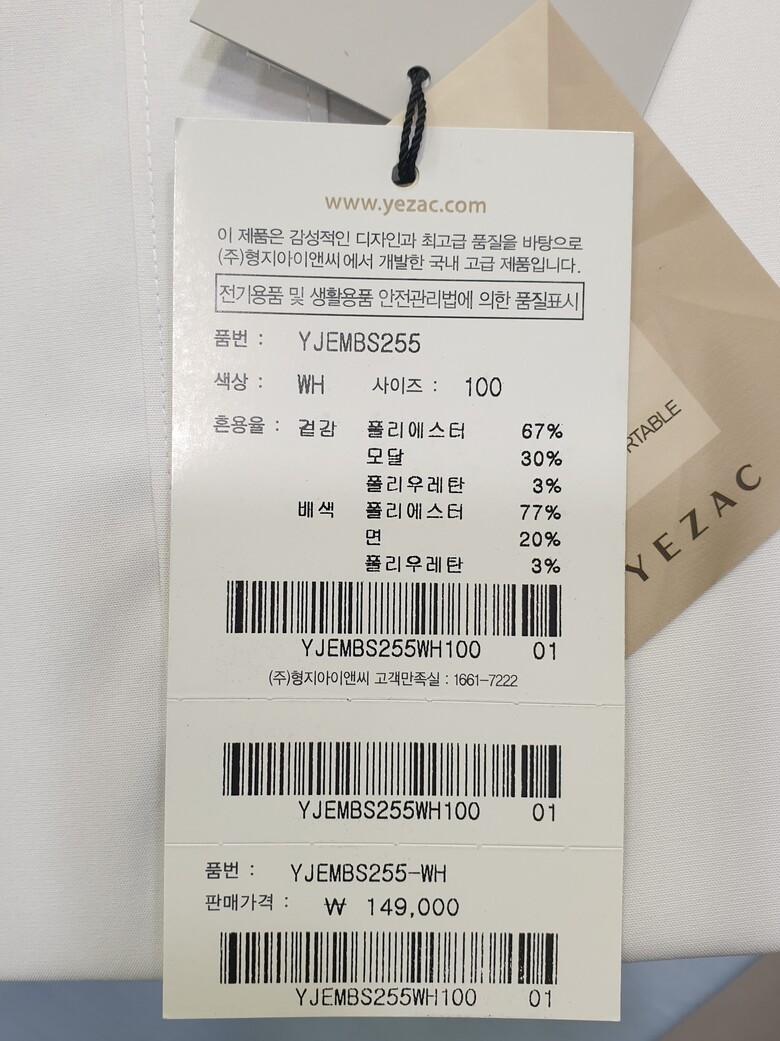 www.yezac.com
이 제품은 감성적인 디자인과 최고급 품질을 바탕으로
(주)형지아이앤씨에서 개발한 국내 고급 제품입니다.
전기용품 및 생활용품 안전관리법에 의한 품질표시
품번 : YJEMBS255
색상 : WH 사이즈 : 100
혼용율 : 겉감 폴리에스터 67%
모달 30%
폴리우레탄 3%
배색 폴리에스터 77%
면 20%
폴리우레탄 3%
YJEMBS255WH100 01
(주)형지아이앤씨 고객만족실 : 1661-7222
YJEMBS255WH100 01
품번 : YJEMBS255-WH
판매가격 : ₩ 149,000
YJEMBS255WH100 01
YEZAC